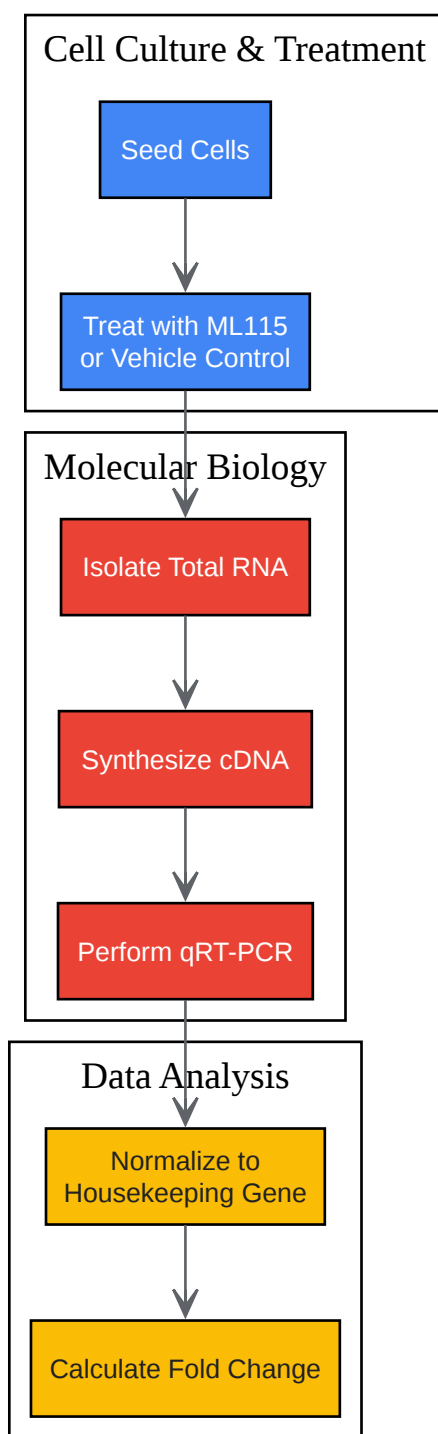 Cell Culture & Treatment
Seed Cells
Treat with ML115
or Vehicle Control
Molecular Biology
Isolate Total RNA
Synthesize cDNA
Perform qRT-PCR
Data Analysis
Normalize to
Housekeeping Gene
Calculate Fold Change